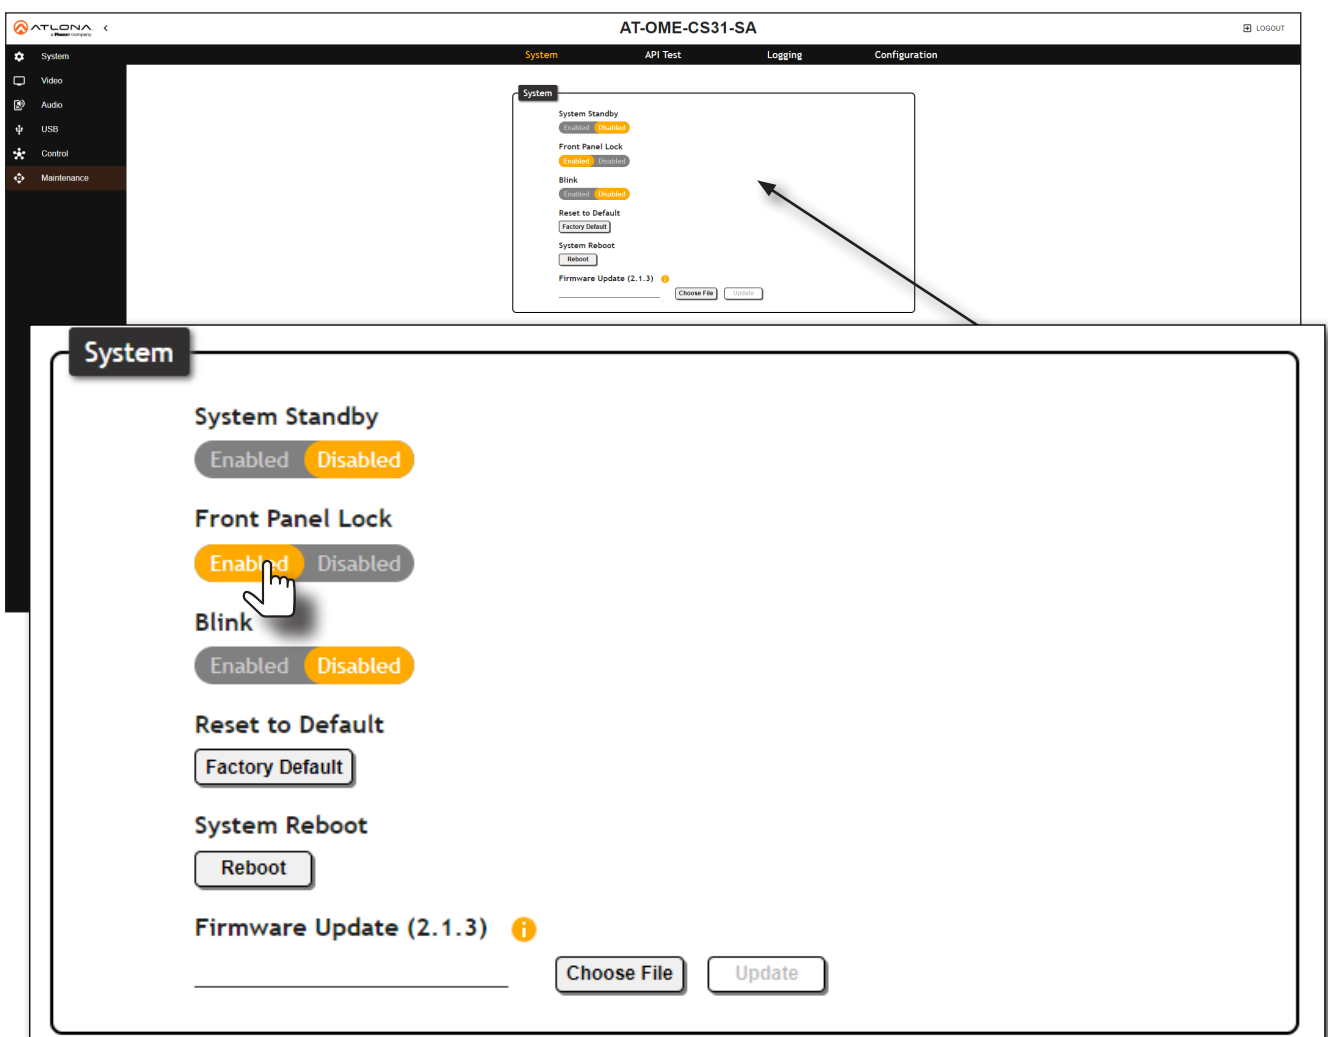 ATLONA
a Panduit company
<
AT-OME-CS31-SA
LOGOUT
System
Video
Audio
USB
Control
Maintenance
System API Test Logging Configuration
System
System Standby
Enabled Disabled
Front Panel Lock
Enabled Disabled
Blink
Enabled Disabled
Reset to Default
Factory Default
System Reboot
Reboot
Firmware Update (2.1.3) i
Choose File Update
System
System Standby
Enabled Disabled
Front Panel Lock
Enabled Disabled
Blink
Enabled Disabled
Reset to Default
Factory Default
System Reboot
Reboot
Firmware Update (2.1.3) i
Choose File Update